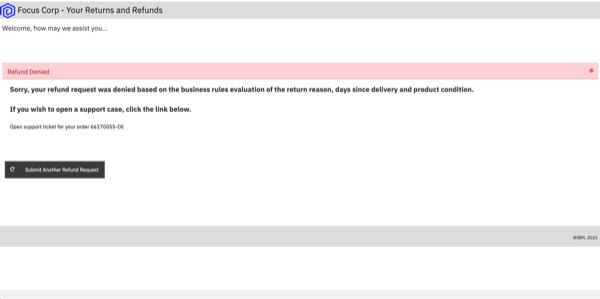 Focus Corp - Your Returns and Refunds
Welcome, how may we assist you...
Refund Denied
Sorry, your refund request was denied based on the business rules evaluation of the return reason, days since delivery and product condition.
If you wish to open a support case, click the link below.
Open support ticket for your order 66170055-DE
Submit Another Refund Request
©IBM, 2021